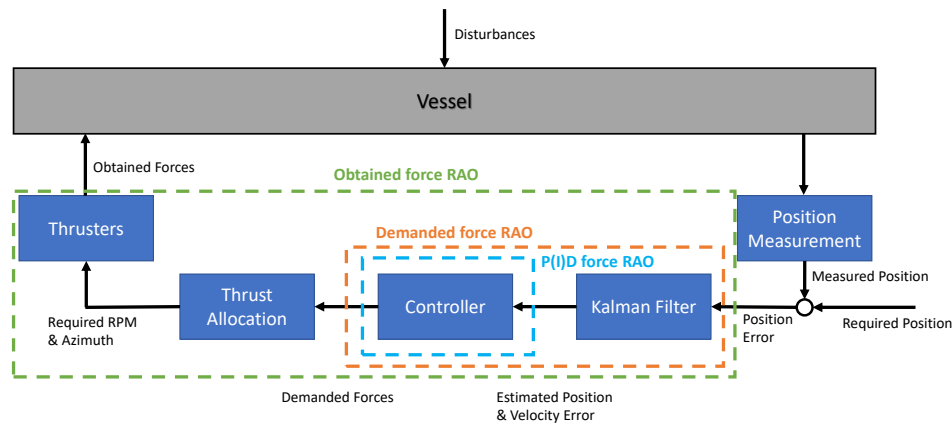 Disturbances
Vessel
Obtained Forces
Obtained force RAO
Thrusters
Demanded force RAO
Position
Measurement
P(I)D force RAO
Measured Position
Thrust
Allocation
Controller
Kalman Filter
Required RPM
& Azimuth
Position
Error
Required Position
Demanded Forces
Estimated Position
& Velocity Error